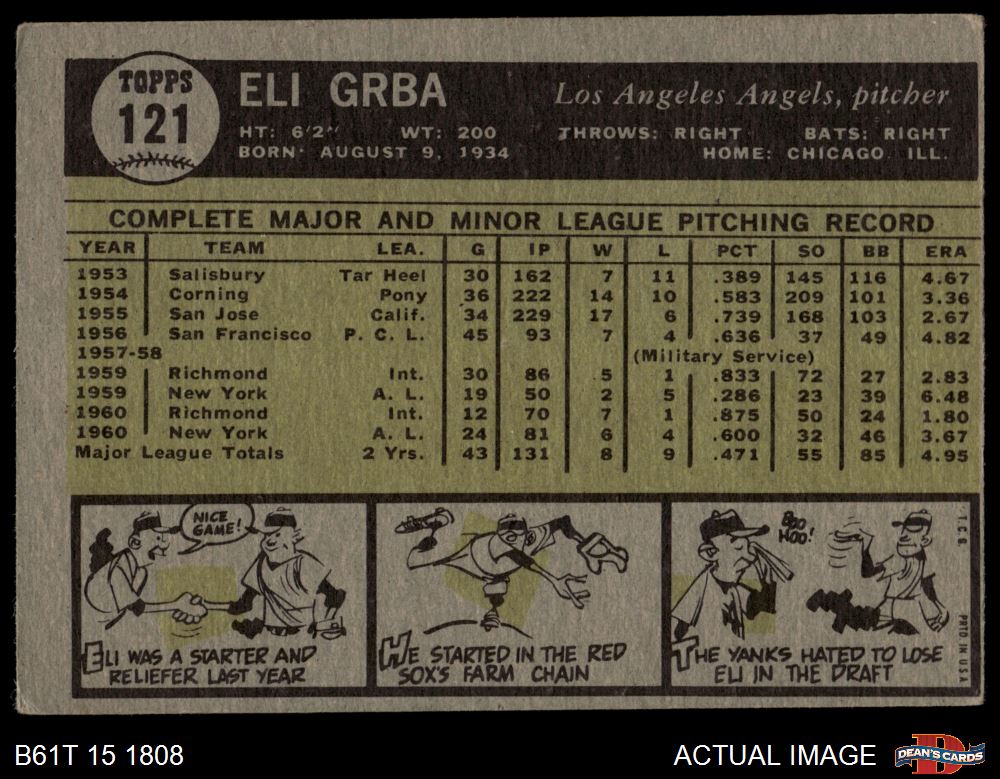 TOPPS
121
ELI GRBA
Los Angeles Angels, pitcher
HT: 6'2" WT: 200 THROWS: RIGHT BATS: RIGHT
BORN: AUGUST 9, 1934 HOME: CHICAGO ILL.
COMPLETE MAJOR AND MINOR LEAGUE PITCHING RECORD
YEAR TEAM LEA. G IP W L PCT SO BB ERA
1953 Salisbury Tar Heel 30 162 7 11 .389 145 116 4.67
1954 Corning Pony 36 222 14 10 .583 209 101 3.36
1955 San Jose Calif. 34 229 17 6 .739 168 103 2.67
1956 San Francisco P. C. L. 45 93 7 4 .636 37 49 4.82
1957-58 (Military Service)
1959 Richmond Int. 30 86 5 1 .833 72 27 2.83
1959 New York A. L. 19 50 2 5 .286 23 39 6.48
1960 Richmond Int. 12 70 7 1 .875 50 24 1.80
1960 New York A. L. 24 81 6 4 .600 32 46 3.67
Major League Totals 2 Yrs. 43 131 8 9 .471 55 85 4.95
NICE
GAME!
ELI WAS A STARTER AND
RELIEFER LAST YEAR
HE STARTED IN THE RED
SOX'S FARM CHAIN
BOO
HOO!
THE YANKS HATED TO LOSE
ELI IN THE DRAFT
T.C.G. PRTD IN U.S.A.
B61T 15 1808
ACTUAL IMAGE
DEAN'S CARDS